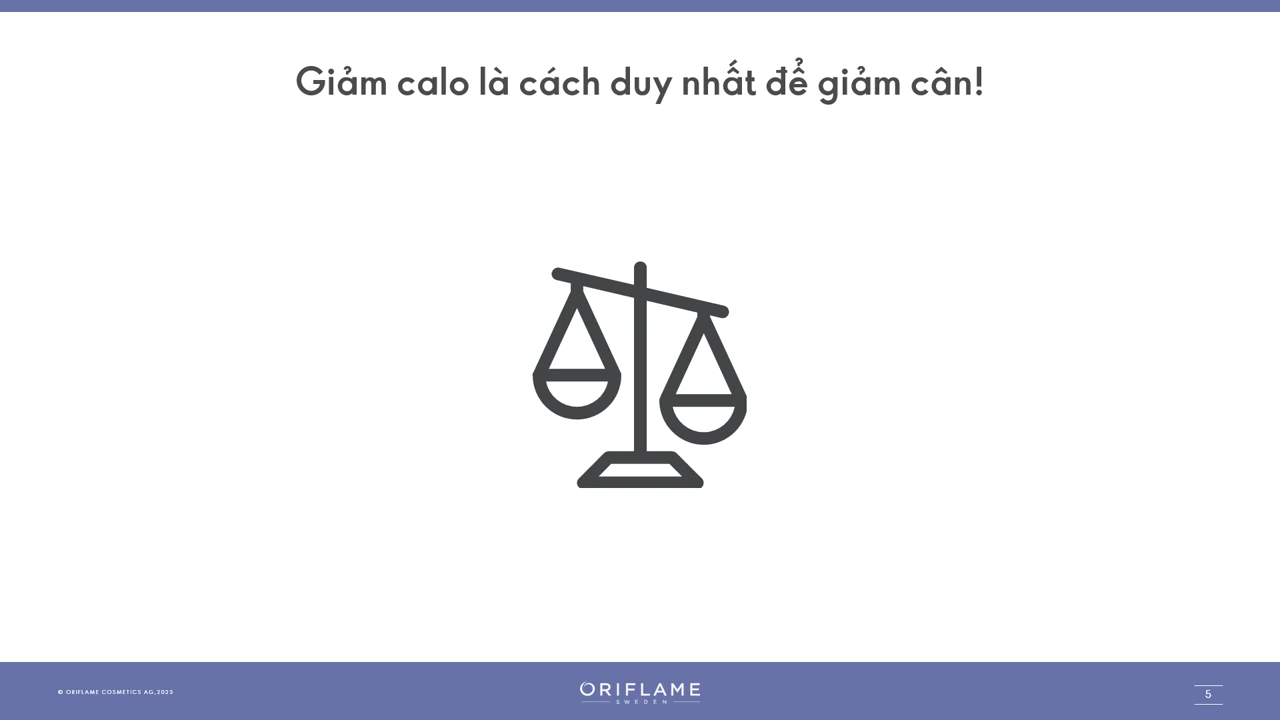 Giảm calo là cách duy nhất để giảm cân!
© ORIFLAME COSMETICS AG,2023
ORIFLAME
SWEDEN
5